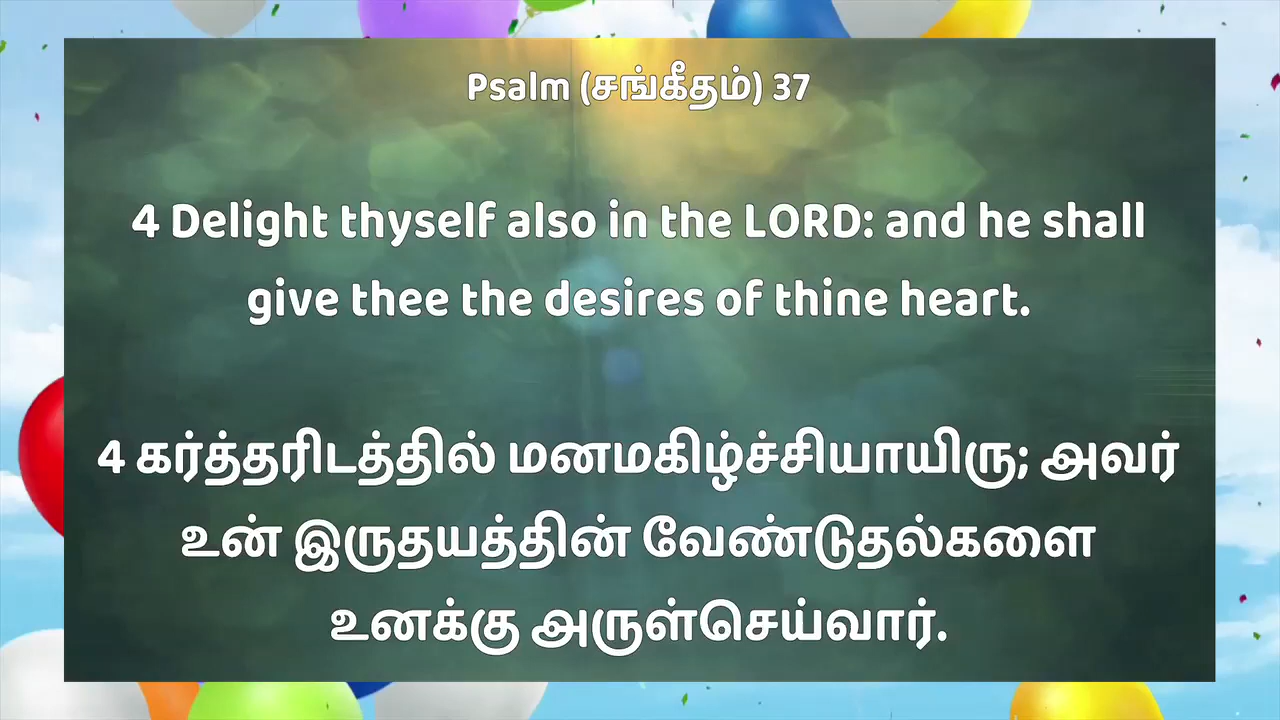 Psalm (சங்கீதம்) 37
4 Delight thyself also in the LORD: and he shall
give thee the desires of thine heart.
4 கர்த்தரிடத்தில் மனமகிழ்ச்சியாயிரு; அவர்
உன் இருதயத்தின் வேண்டுதல்களை
உனக்கு அருள்செய்வார்.